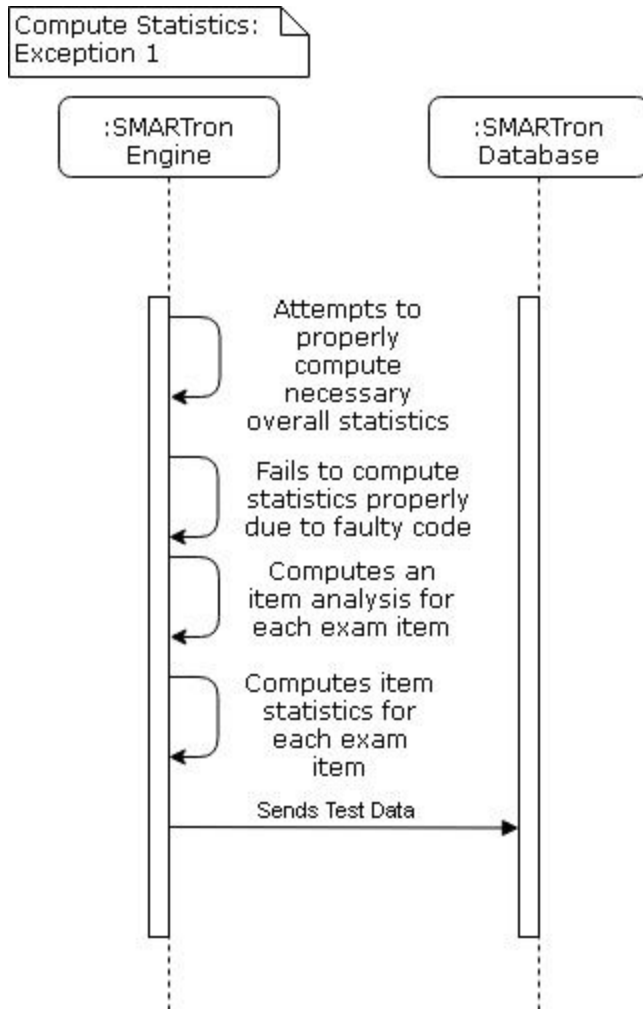 Compute Statistics:
Exception 1
:SMARTron
Engine
:SMARTron
Database
Attempts to
properly
compute
necessary
overall statistics
Fails to compute
statistics properly
due to faulty code
Computes an
item analysis for
each exam item
Computes item
statistics for
each exam
item
Sends Test Data